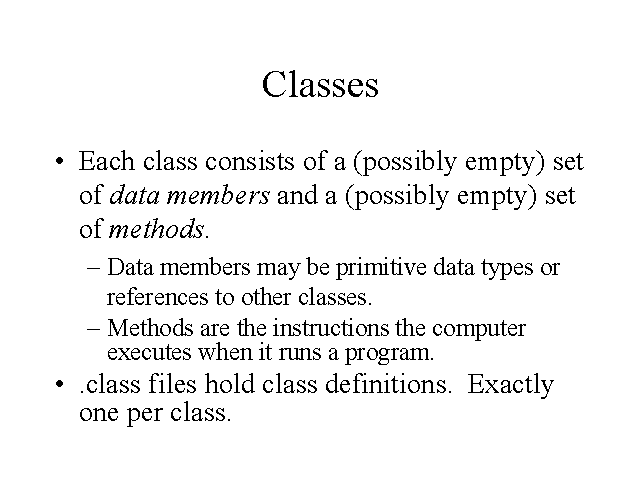 Classes
• Each class consists of a (possibly empty) set
of data members and a (possibly empty) set
of methods.
– Data members may be primitive data types or
references to other classes.
– Methods are the instructions the computer
executes when it runs a program.
• .class files hold class definitions.  Exactly
one per class.